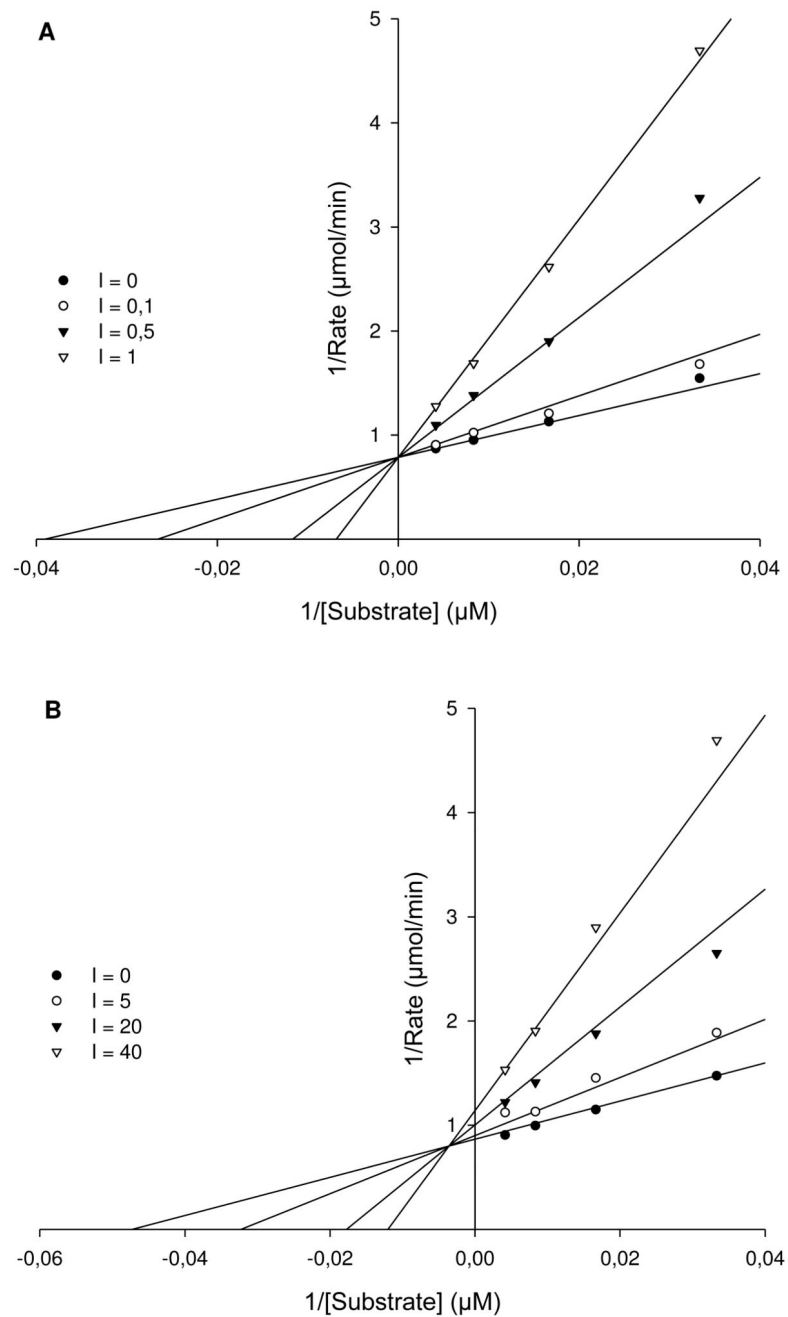 A
5
4
3
2
1
1/Rate (μmol/min)
I = 0
I = 0,1
I = 0,5
I = 1
-0,04
-0,02
0,00
0,02
0,04
1/[Substrate] (μM)
B
5
4
3
2
1
1/Rate (μmol/min)
I = 0
I = 5
I = 20
I = 40
-0,06
-0,04
-0,02
0,00
0,02
0,04
1/[Substrate] (μM)